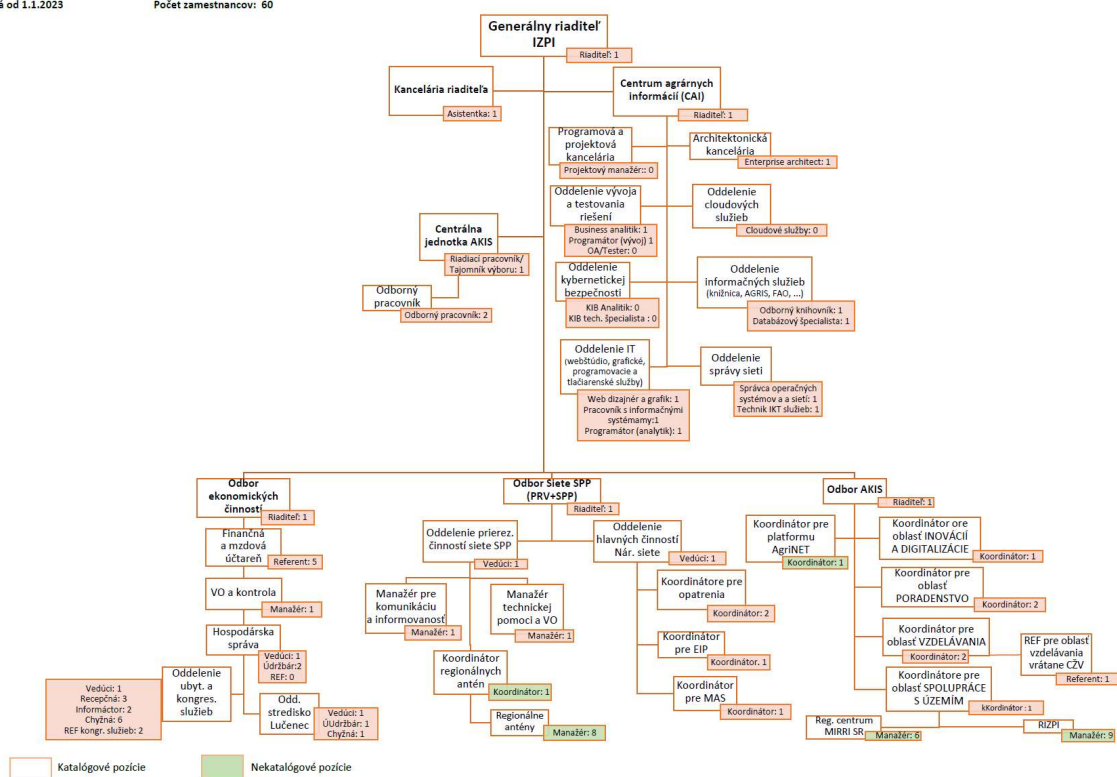 á od 1.1.2023
Počet zamestnancov: 60
Generálny riaditeľ
IZPI
Riaditeľ: 1
Kancelária riaditeľa
Asistentka: 1
Centrum agrárnych
informácií (CAI)
Riaditeľ: 1
Programová a
projektová
kancelária
Projektový manažér:: 0
Architektonická
kancelária
Enterprise architect: 1
Oddelenie vývoja
a testovania
riešení
Business analitik: 1
Programátor (vývoj) 1
OA/Tester: 0
Oddelenie
cloudových
služieb
Cloudové služby: 0
Centrálna
jednotka AKIS
Riadiací pracovník/
Tajomník výboru: 1
Odborný
pracovník
Odborný pracovník: 2
Oddelenie
kybernetickej
bezpečnosti
KIB Analitik: 0
KIB tech. špecialista : 0
Oddelenie
informačných služieb
(knižnica, AGRIS, FAO, ...)
Odborný knihovník: 1
Databázový špecialista: 1
Oddelenie IT
(webštúdio, grafické,
programovacie a
tlačiarenské služby)
Web dizajnér a grafik: 1
Pracovník s informačnými
systémamy:1
Programátor (analytik): 1
Oddelenie
správy sieti
Správca operačných
systémov a a sietí: 1
Technik IKT služieb: 1
Odbor
ekonomických
činností
Riaditeľ: 1
Finančná
a mzdová
účtareň
Referent: 5
VO a kontrola
Manažér: 1
Hospodárska
správa
Vedúci: 1
Údržbár:2
REF: 0
Oddelenie
ubyt. a
kongres.
služieb
Vedúci: 1
Recepčná: 3
Informáctor: 2
Chyžná: 6
REF kongr. služieb: 2
Odd.
stredisko
Lučenec
Vedúci: 1
ÚUdržbár: 1
Chyžná: 1
Odbor Siete SPP
(PRV+SPP)
Riaditeľ: 1
Oddelenie prierez.
činností siete SPP
Vedúci: 1
Manažér pre
komunikáciu
a informovanosť
Manažér: 1
Manažér
technickej
pomoci a VO
Manažér: 1
Koordinátor
regionálnych
antén
Koordinátor: 1
Regionálne
antény
Manažér: 8
Oddelenie
hlavných činností
Nár. siete
Vedúci: 1
Koordinátore pre
opatrenia
Koordinátor: 2
Koordinátor
pre EIP
Koordinátor. 1
Koordinátor
pre MAS
Koordinátor: 1
Odbor AKIS
Riaditeľ: 1
Koordinátor pre
platformu
AgriNET
Koordinátor: 1
Koordinátor ore
oblasť INOVÁCIÍ
A DIGITALIZÁCIE
Koordinátor: 1
Koordinátor pre
oblasť
PORADENSTVO
Koordinátor: 2
Koordinátor pre
oblasť VZDELÁVANIA
Koordinátor: 2
REF pre oblasť
vzdelávania
vrátane CŽV
Referent: 1
Koordinátore pre
oblasť SPOLUPRÁCE
S ÚZEMÍM
kKordinátor : 1
Reg. centrum
MIRRI SR
Manažér: 6
RIZPI
Manažér: 9
Katalógové pozície
Nekatalógové pozície